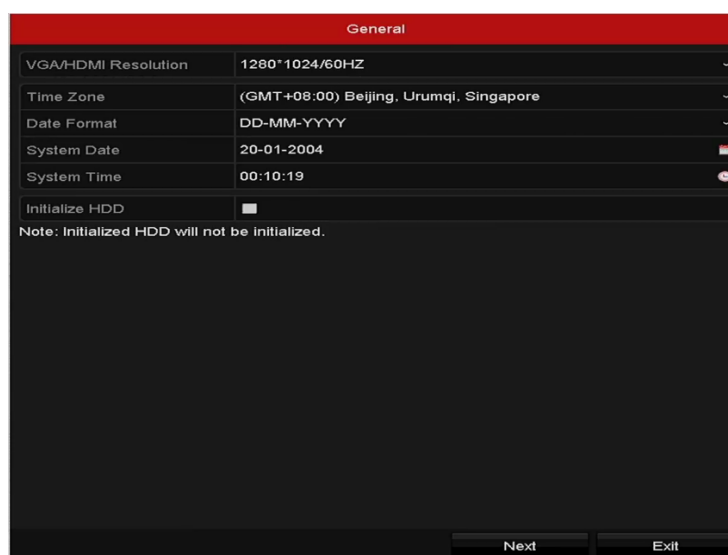 General
VGA/HDMI Resolution 1280*1024/60HZ
Time Zone (GMT+08:00) Beijing, Urumqi, Singapore
Date Format DD-MM-YYYY
System Date 20-01-2004
System Time 00:10:19
Initialize HDD
Note: Initialized HDD will not be initialized.
Next Exit